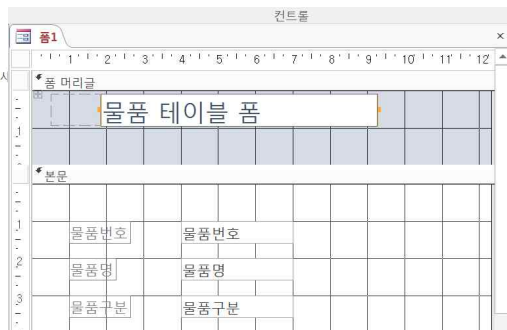 컨트롤
폼1
1 2 3 4 5 6 7 8 9 10 11 12
폼 머리글
물품 테이블 폼
1
본문
1
물품번호 물품번호
2
물품명 물품명
3
물품구분 물품구분